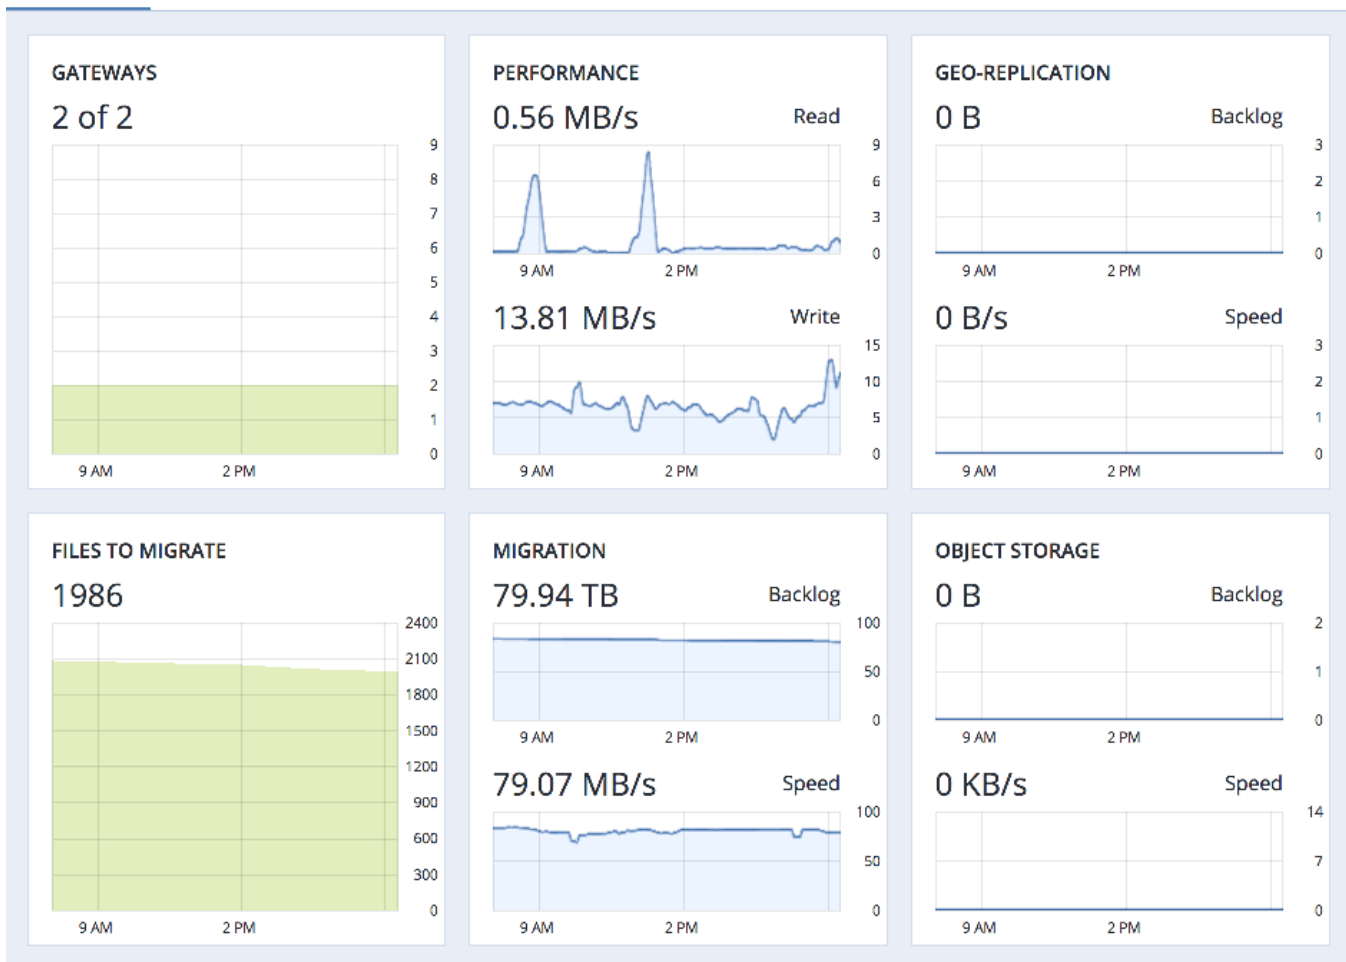 GATEWAYS
2 of 2
9
8
7
6
5
4
3
2
1
0
9 AM 2 PM
PERFORMANCE
0.56 MB/s Read
9
6
3
0
9 AM 2 PM
13.81 MB/s Write
15
10
5
0
9 AM 2 PM
GEO-REPLICATION
0 B Backlog
3
2
1
0
9 AM 2 PM
0 B/s Speed
3
2
1
0
9 AM 2 PM
FILES TO MIGRATE
1986
2400
2100
1800
1500
1200
900
600
300
0
9 AM 2 PM
MIGRATION
79.94 TB Backlog
100
50
0
9 AM 2 PM
79.07 MB/s Speed
100
50
0
9 AM 2 PM
OBJECT STORAGE
0 B Backlog
2
1
0
9 AM 2 PM
0 KB/s Speed
14
7
0
9 AM 2 PM